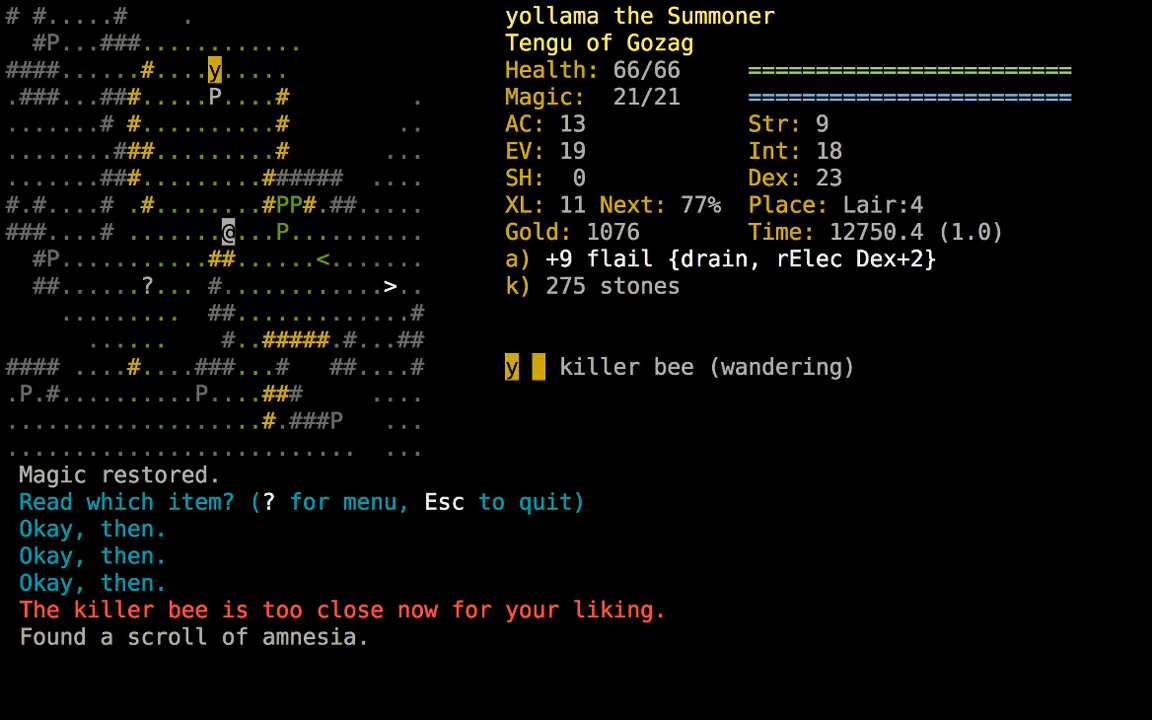 # #.....#    .     yollama the Summoner
  #P...###............     Tengu of Gozag
####......#....y.....     Health: 66/66    ========================
.###...###.....P....#         .     Magic:  21/21    ========================
.......# #..........#        ..     AC: 13    Str: 9
........###.........#       ...     EV: 19    Int: 18
.......###.........######  ....     SH:  0    Dex: 23
#.#....# .#........#PP#.##.....     XL: 11 Next: 77%    Place: Lair:4
###....# .......@...P..........     Gold: 1076    Time: 12750.4 (1.0)
  #P...........##......<.......     a) +9 flail {drain, rElec Dex+2}
  ##......?... #............>..     k) 275 stones
    .........  ##.............#
      ......    #..#####.#...##     y killer bee (wandering)
####.....#....###...#   ##....#
.P.#..........P....###     ....
...................#.###P   ...
..........................  ...
Magic restored.
Read which item? (? for menu, Esc to quit)
Okay, then.
Okay, then.
Okay, then.
The killer bee is too close now for your liking.
Found a scroll of amnesia.